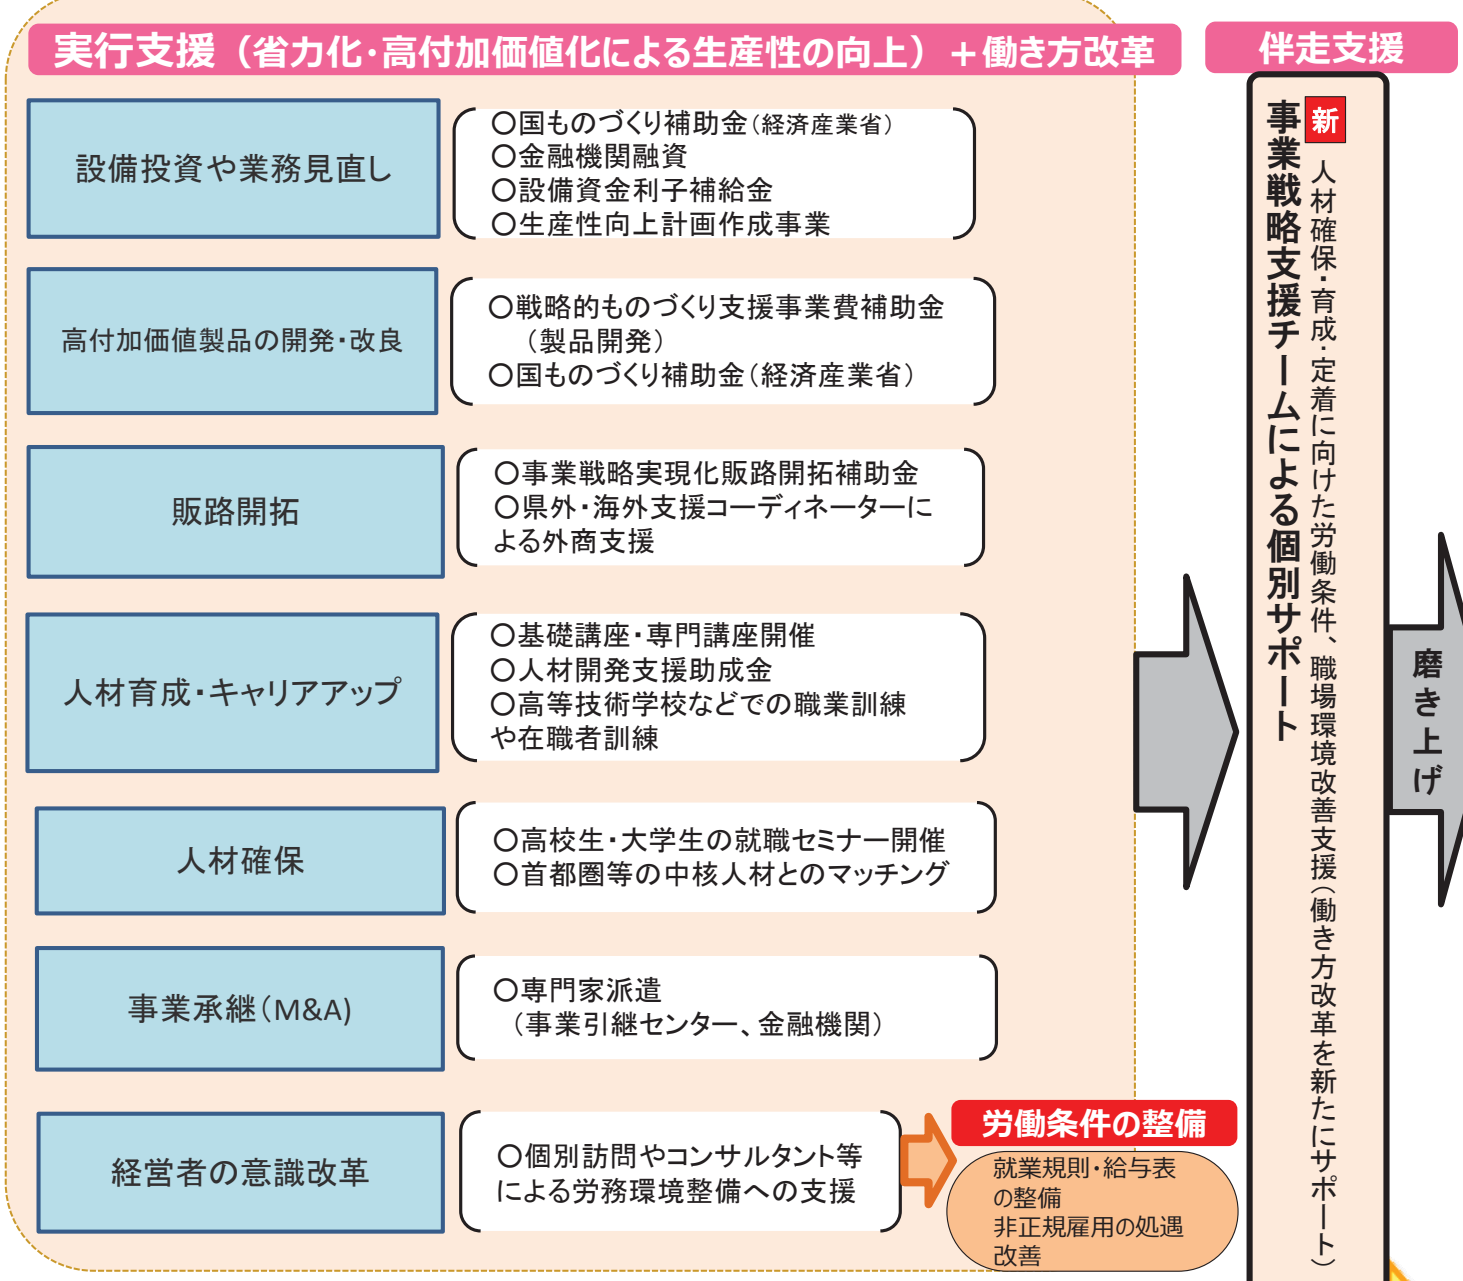 実行支援（省力化・高付加価値化による生産性の向上）＋働き方改革
伴走支援
設備投資や業務見直し
〇国ものづくり補助金（経済産業省）
〇金融機関融資
〇設備資金利子補給金
〇生産性向上計画作成事業
高付加価値製品の開発・改良
〇戦略的ものづくり支援事業費補助金
（製品開発）
〇国ものづくり補助金（経済産業省）
販路開拓
〇事業戦略実現化販路開拓補助金
〇県外・海外支援コーディネーターに
よる外商支援
人材育成・キャリアアップ
〇基礎講座・専門講座開催
〇人材開発支援助成金
〇高等技術学校などでの職業訓練
や在職者訓練
人材確保
〇高校生・大学生の就職セミナー開催
〇首都圏等の中核人材とのマッチング
事業承継（M&A)
〇専門家派遣
（事業引継センター、金融機関）
経営者の意識改革
〇個別訪問やコンサルタント等
による労務環境整備への支援
労働条件の整備
就業規則・給与表
の整備
非正規雇用の処遇
改善
新
人材確保・育成・定着に向けた労働条件、職場環境改善支援（働き方改革を新たにサポート）
事業戦略支援チームによる個別サポート
磨き上げ